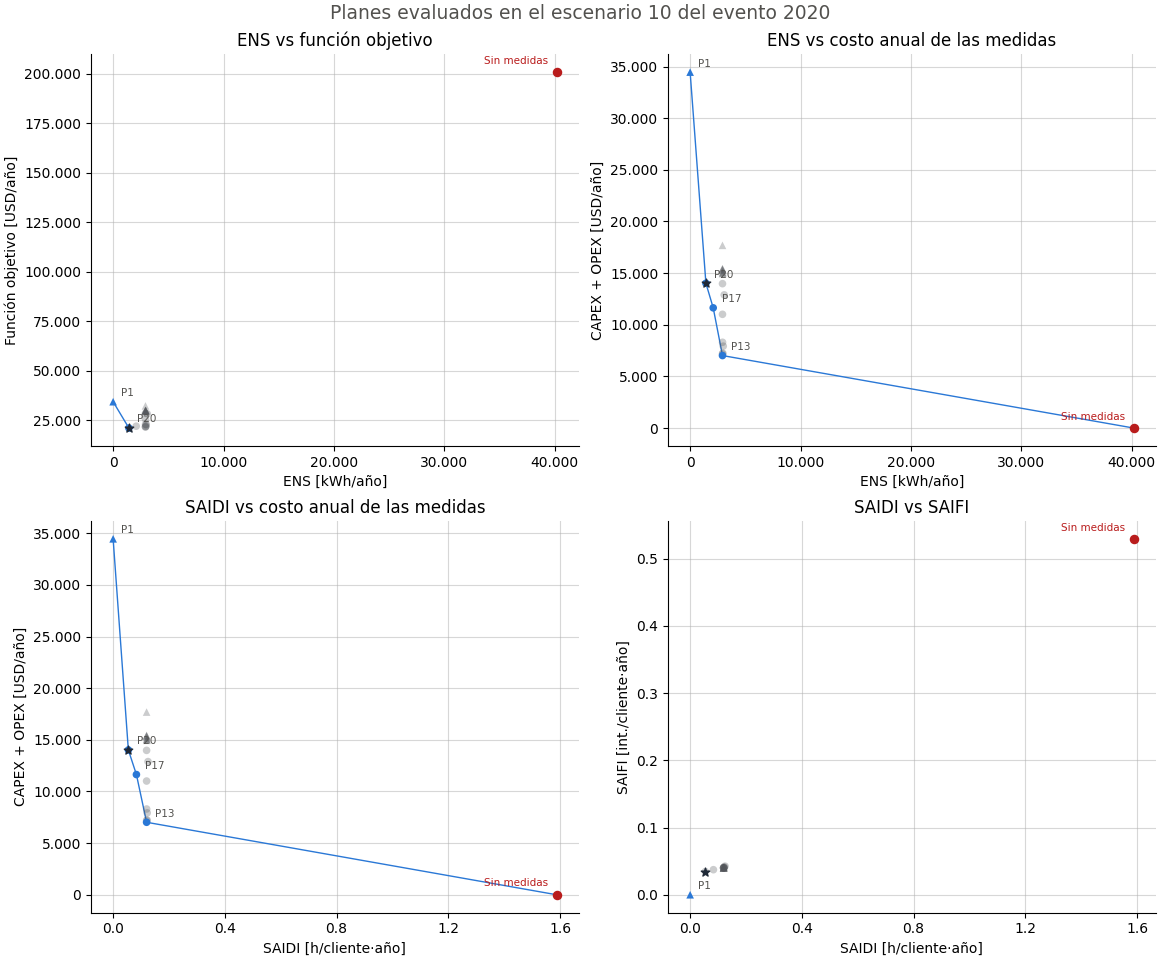 Planes evaluados en el escenario 10 del evento 2020
ENS vs función objetivo
Función objetivo [USD/año]
200.000
175.000
150.000
125.000
100.000
75.000
50.000
25.000
Sin medidas
P1
P20
0
10.000
20.000
30.000
40.000
ENS [kWh/año]
ENS vs costo anual de las medidas
CAPEX + OPEX [USD/año]
35.000
30.000
25.000
20.000
15.000
10.000
5.000
0
P1
P20
P17
P13
Sin medidas
0
10.000
20.000
30.000
40.000
ENS [kWh/año]
SAIDI vs costo anual de las medidas
CAPEX + OPEX [USD/año]
35.000
30.000
25.000
20.000
15.000
10.000
5.000
0
P1
P20
P17
P13
Sin medidas
0.0
0.4
0.8
1.2
1.6
SAIDI [h/cliente·año]
SAIDI vs SAIFI
SAIFI [int./cliente·año]
0.5
0.4
0.3
0.2
0.1
0.0
Sin medidas
P1
0.0
0.4
0.8
1.2
1.6
SAIDI [h/cliente·año]